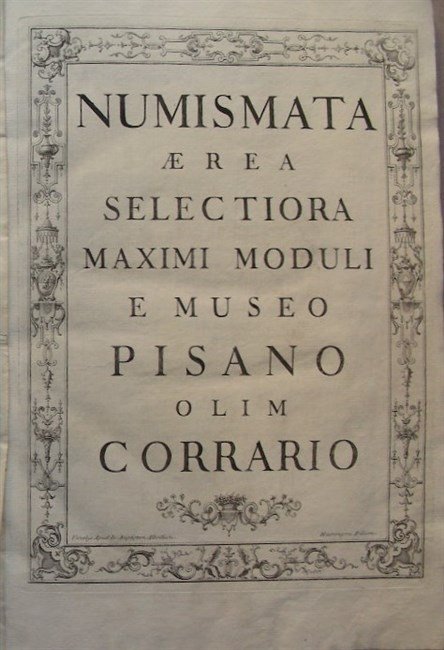 NUMISMATA
ÆREA
SELECTIORA
MAXIMI MODULI
E MUSEO
PISANO
OLIM
CORRARIO